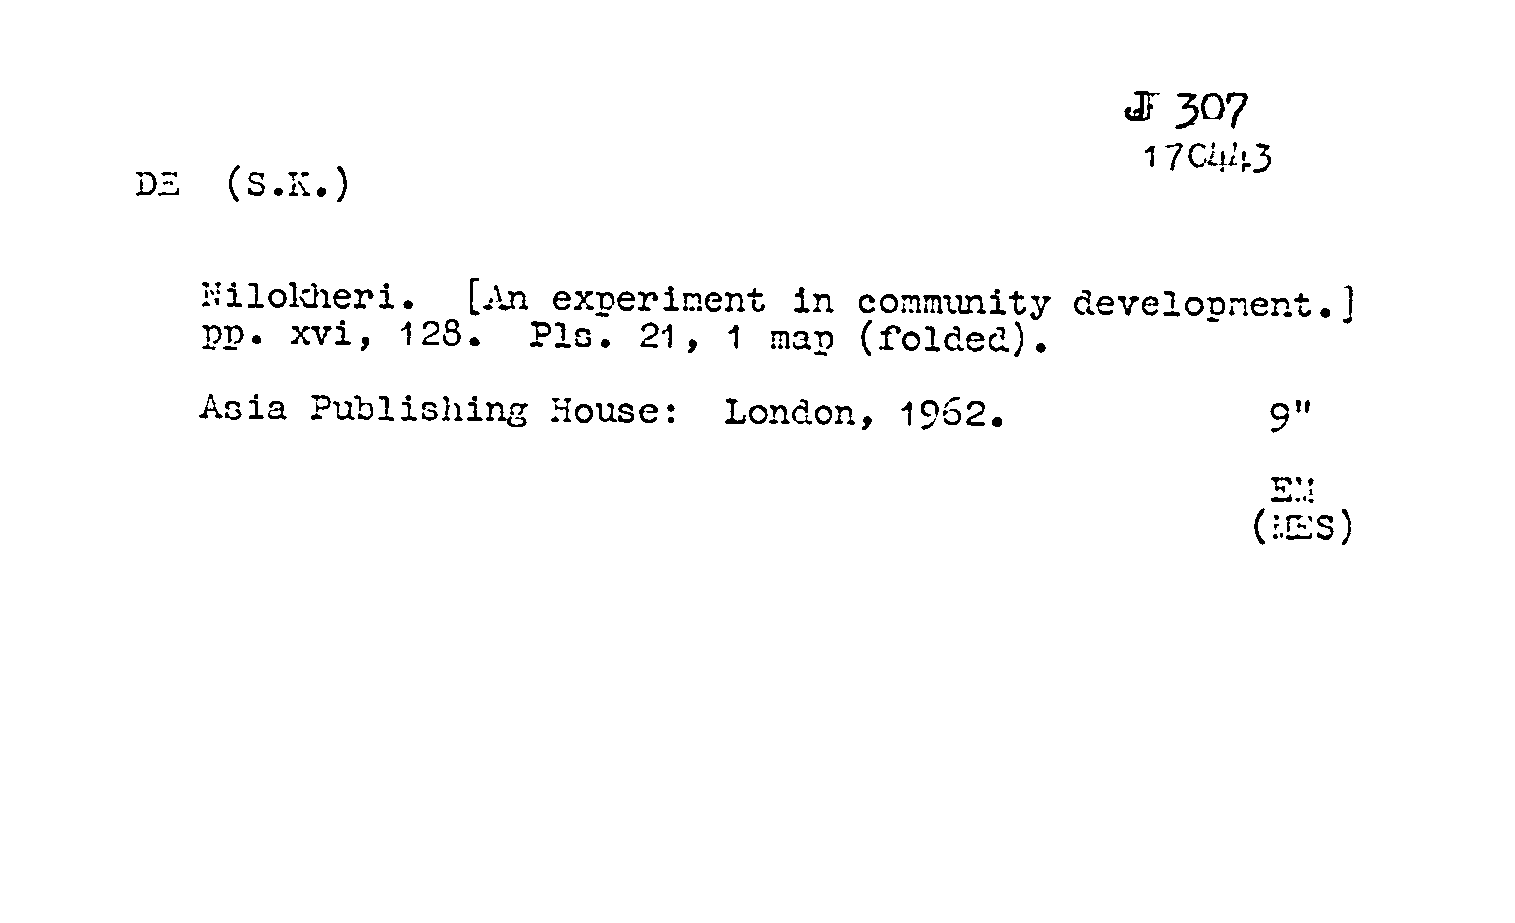 JF 307
170443
DE (S.K.)
Nilokheri. [An experiment in community development.]
pp. xvi, 128. Pls. 21, 1 map (folded).
Asia Publishing House: London, 1962. 9"
EM